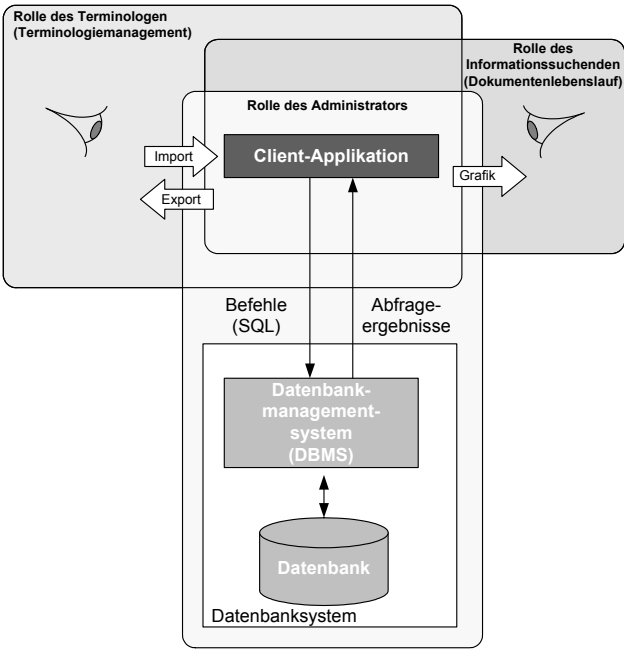 Rolle des Terminologen
(Terminologiemanagement)
Rolle des
Informationssuchenden
(Dokumentenlebenslauf)
Rolle des Administrators
Import
Client-Applikation
Grafik
Export
Befehle
(SQL)
Abfrage-
ergebnisse
Datenbank-
management-
system
(DBMS)
Datenbank
Datenbanksystem